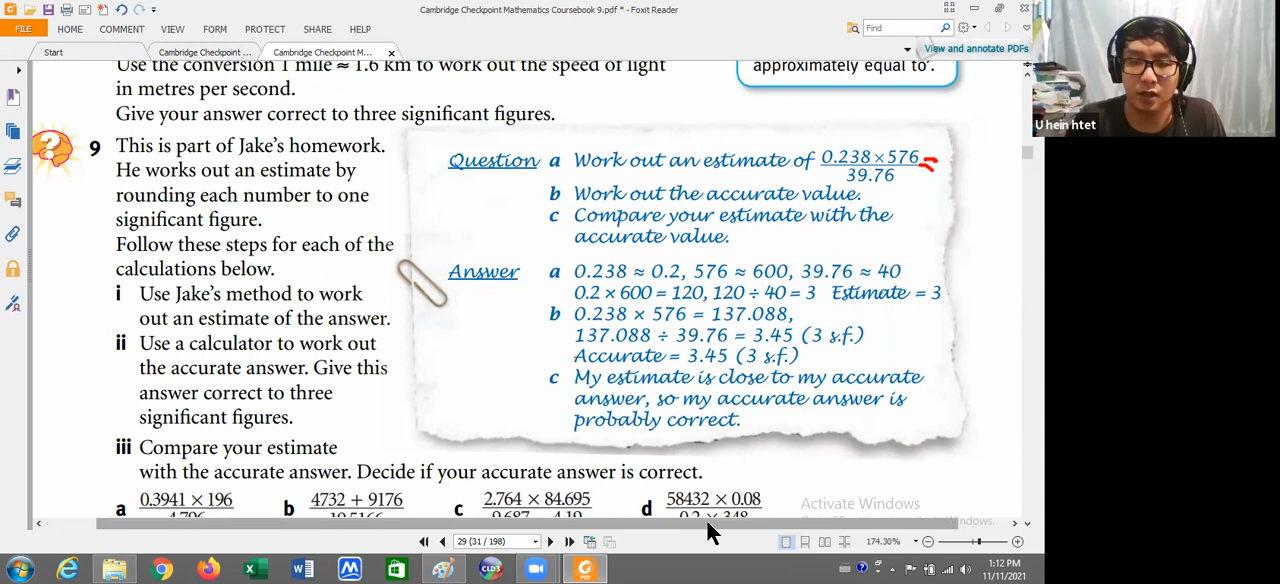 Cambridge Checkpoint Mathematics Coursebook 9.pdf * - Foxit Reader
FILE HOME COMMENT VIEW FORM PROTECT SHARE HELP
Find
Start Cambridge Checkpoint ... Cambridge Checkpoint M...
View and annotate PDFs
Use the conversion 1 mile ≈ 1.6 km to work out the speed of light
in metres per second.
Give your answer correct to three significant figures.
approximately equal to'.
U hein htet
9 This is part of Jake's homework.
He works out an estimate by
rounding each number to one
significant figure.
Follow these steps for each of the
calculations below.
i Use Jake's method to work
out an estimate of the answer.
ii Use a calculator to work out
the accurate answer. Give this
answer correct to three
significant figures.
iii Compare your estimate
with the accurate answer. Decide if your accurate answer is correct.
Question a Work out an estimate of 0.238 × 576
39.76
b Work out the accurate value.
c Compare your estimate with the
accurate value.
Answer a 0.238 ≈ 0.2, 576 ≈ 600, 39.76 ≈ 40
0.2 × 600 = 120, 120 ÷ 40 = 3 Estimate = 3
b 0.238 × 576 = 137.088,
137.088 ÷ 39.76 = 3.45 (3 s.f.)
Accurate = 3.45 (3 s.f.)
c My estimate is close to my accurate
answer, so my accurate answer is
probably correct.
a 0.3941 × 196 b 4732 + 9176 c 2.764 × 84.695 d 58432 × 0.08
Activate Windows
29 (31 / 198)
174.30%
1:12 PM
11/11/2021